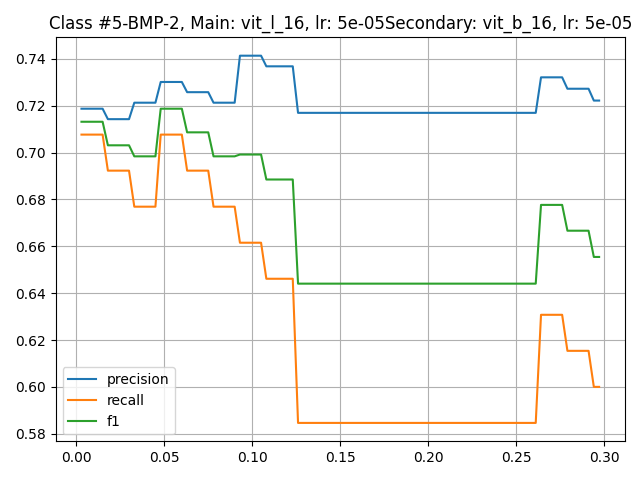 Class #5-BMP-2, Main: vit_l_16, lr: 5e-05Secondary: vit_b_16, lr: 5e-05
0.74
0.72
0.70
0.68
0.66
0.64
0.62
0.60
0.58
precision
recall
f1
0.00 0.05 0.10 0.15 0.20 0.25 0.30